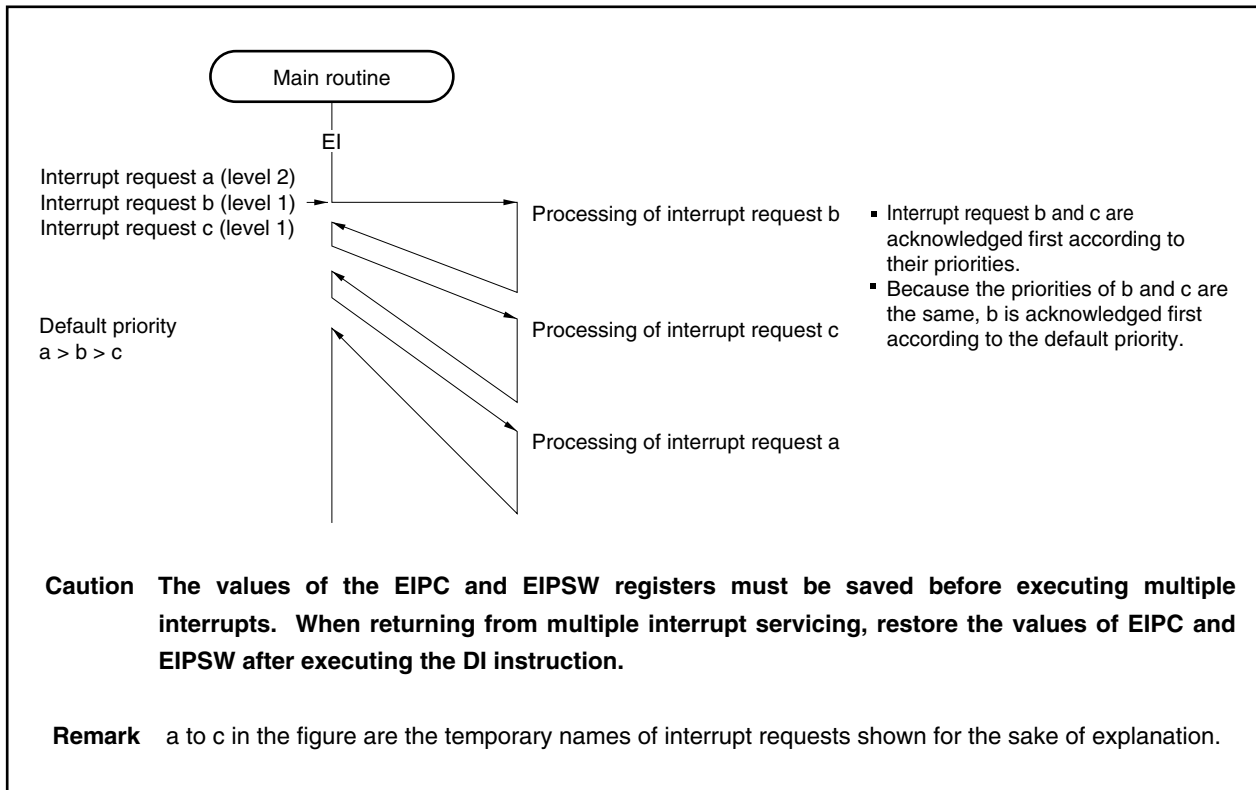 Main routine
EI
Interrupt request a (level 2)
Interrupt request b (level 1)
Interrupt request c (level 1)
Processing of interrupt request b
▪ Interrupt request b and c are
acknowledged first according to
their priorities.
▪ Because the priorities of b and c are
the same, b is acknowledged first
according to the default priority.
Default priority
a > b > c
Processing of interrupt request c
Processing of interrupt request a
Caution The values of the EIPC and EIPSW registers must be saved before executing multiple
interrupts. When returning from multiple interrupt servicing, restore the values of EIPC and
EIPSW after executing the DI instruction.
Remark a to c in the figure are the temporary names of interrupt requests shown for the sake of explanation.